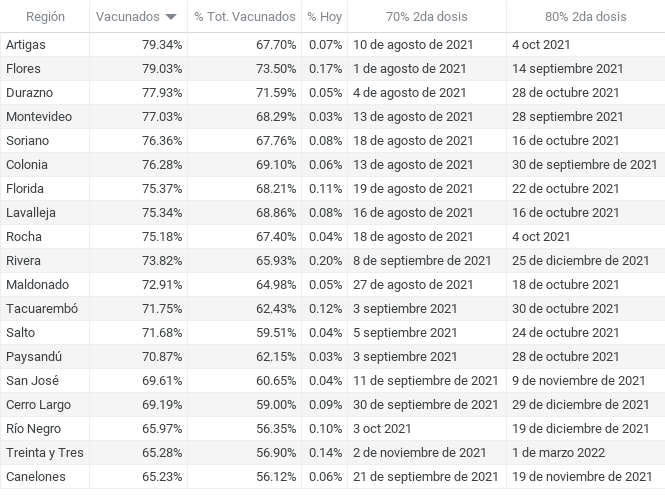 Región Vacunados % Tot. Vacunados % Hoy 70% 2da dosis 80% 2da dosis
Artigas 79.34% 67.70% 0.07% 10 de agosto de 2021 4 oct 2021
Flores 79.03% 73.50% 0.17% 1 de agosto de 2021 14 septiembre 2021
Durazno 77.93% 71.59% 0.05% 4 de agosto de 2021 28 de octubre 2021
Montevideo 77.03% 68.29% 0.03% 13 de agosto de 2021 28 septiembre 2021
Soriano 76.36% 67.76% 0.08% 18 de agosto de 2021 16 de octubre 2021
Colonia 76.28% 69.10% 0.06% 13 de agosto de 2021 30 de septiembre de 2021
Florida 75.37% 68.21% 0.11% 19 de agosto de 2021 22 de octubre 2021
Lavalleja 75.34% 68.86% 0.08% 16 de agosto de 2021 16 de octubre 2021
Rocha 75.18% 67.40% 0.04% 18 de agosto de 2021 4 oct 2021
Rivera 73.82% 65.93% 0.20% 8 de septiembre de 2021 25 de diciembre de 2021
Maldonado 72.91% 64.98% 0.05% 27 de agosto de 2021 18 de octubre 2021
Tacuarembó 71.75% 62.43% 0.12% 3 septiembre 2021 30 de octubre 2021
Salto 71.68% 59.51% 0.04% 5 septiembre 2021 24 de octubre 2021
Paysandú 70.87% 62.15% 0.03% 3 septiembre 2021 28 de octubre 2021
San José 69.61% 60.65% 0.04% 11 de septiembre de 2021 9 de noviembre de 2021
Cerro Largo 69.19% 59.00% 0.09% 30 de septiembre de 2021 29 de diciembre de 2021
Río Negro 65.97% 56.35% 0.10% 3 oct 2021 19 de diciembre de 2021
Treinta y Tres 65.28% 56.90% 0.14% 2 de noviembre de 2021 1 de marzo 2022
Canelones 65.23% 56.12% 0.06% 21 de septiembre de 2021 19 de noviembre de 2021